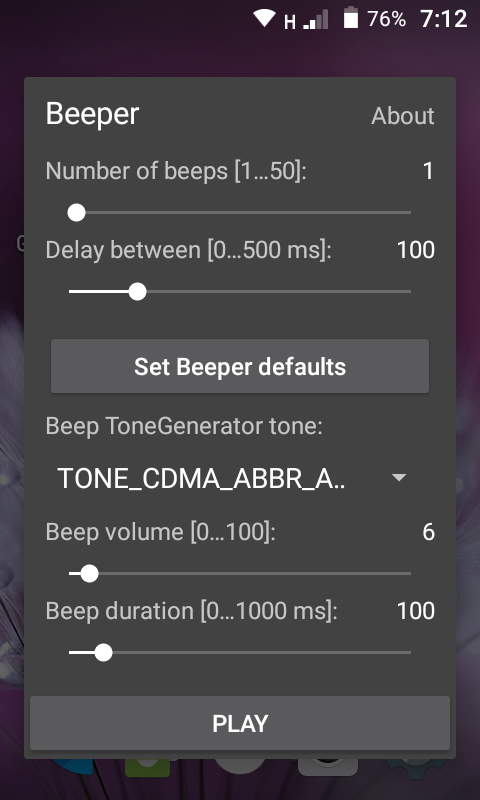 H 76% 7:12
Beeper About
Number of beeps [1...50]: 1
Delay between [0...500 ms]: 100
Set Beeper defaults
Beep ToneGenerator tone:
TONE_CDMA_ABBR_A..
Beep volume [0...100]: 6
Beep duration [0...1000 ms]: 100
PLAY